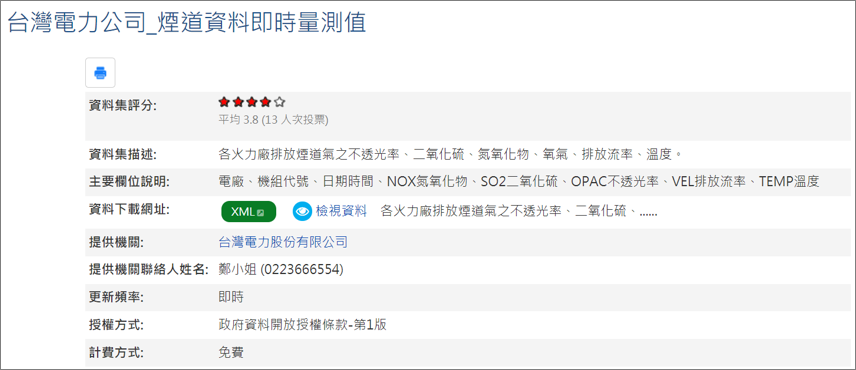 台灣電力公司_煙道資料即時量測值
資料集評分:
平均 3.8 (13 人次投票)
資料集描述: 各火力廠排放煙道氣之不透光率、二氧化硫、氮氧化物、氧氣、排放流率、溫度。
主要欄位說明: 電廠、機組代號、日期時間、NOX氮氧化物、SO2二氧化硫、OPAC不透光率、VEL排放流率、TEMP溫度
資料下載網址: XML 檢視資料 各火力廠排放煙道氣之不透光率、二氧化硫、......
提供機關: 台灣電力股份有限公司
提供機關聯絡人姓名: 鄭小姐 (0223666554)
更新頻率: 即時
授權方式: 政府資料開放授權條款-第1版
計費方式: 免費